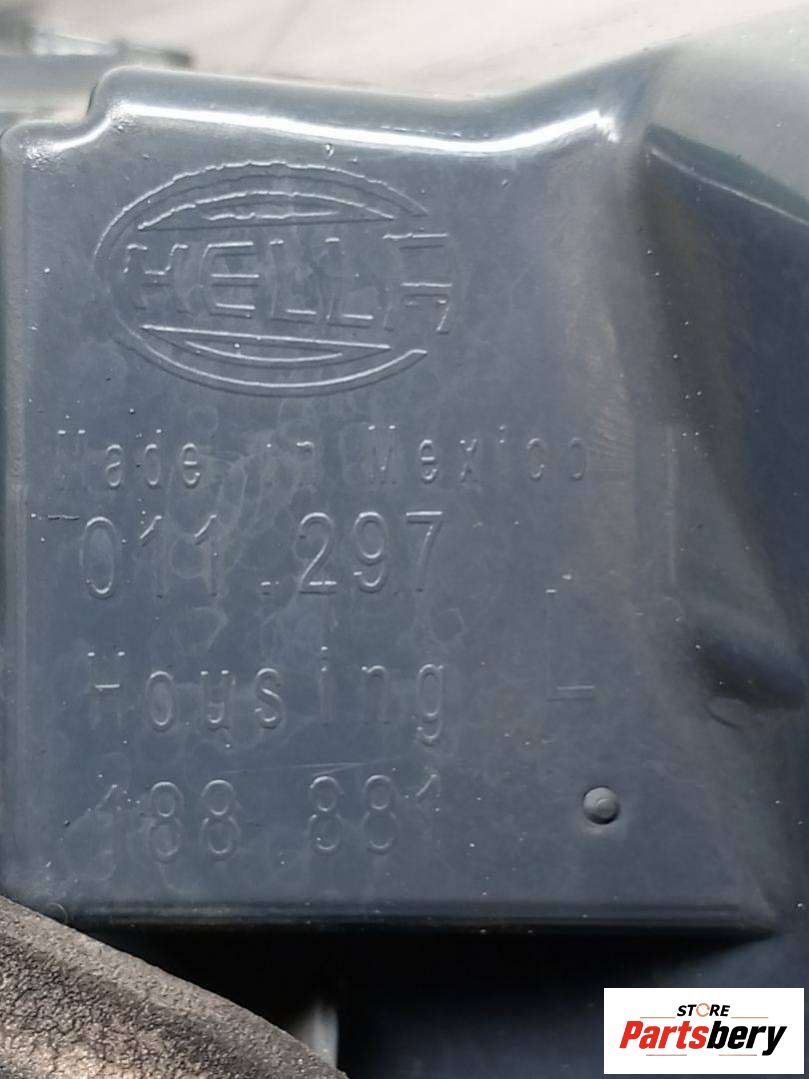 HELLA
Made in Mexico
011.297
Housing L
188 881
STORE
Partsbery